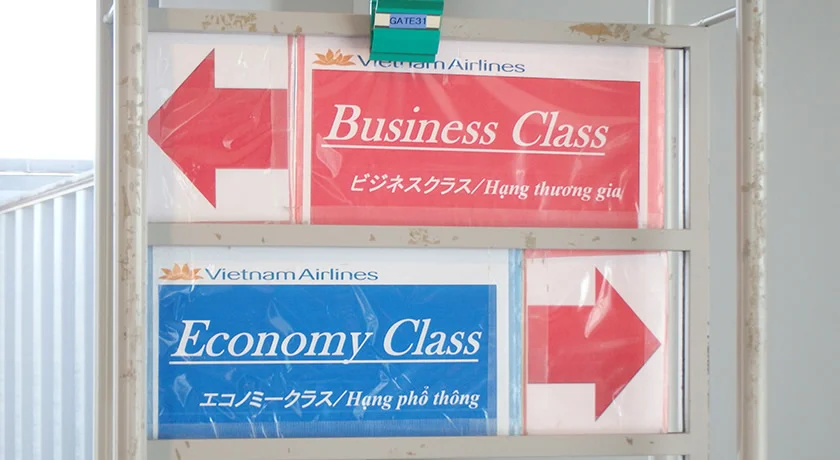 GATE31
Vietnam Airlines
Business Class
ビジネスクラス/Hạng thương gia
Vietnam Airlines
Economy Class
エコノミークラス/Hạng phổ thông